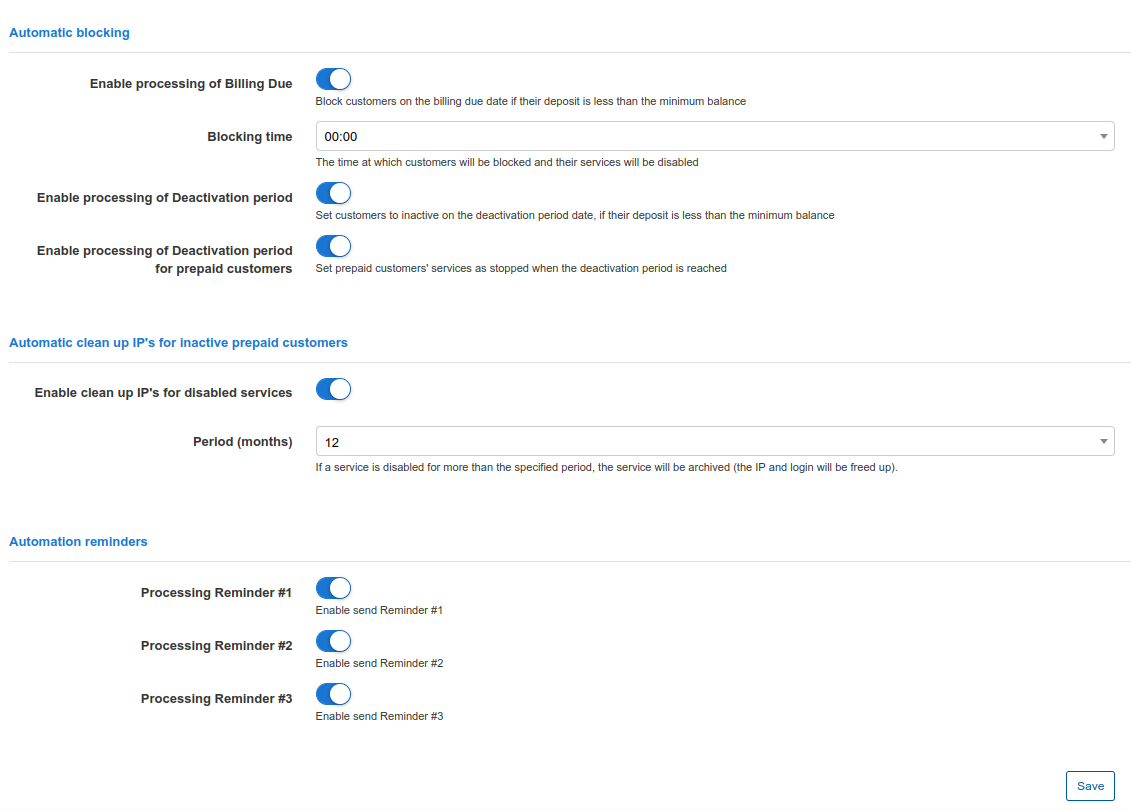 Automatic blocking
Enable processing of Billing Due
Block customers on the billing due date if their deposit is less than the minimum balance
Blocking time
00:00
The time at which customers will be blocked and their services will be disabled
Enable processing of Deactivation period
Set customers to inactive on the deactivation period date, if their deposit is less than the minimum balance
Enable processing of Deactivation period
for prepaid customers
Set prepaid customers' services as stopped when the deactivation period is reached
Automatic clean up IP's for inactive prepaid customers
Enable clean up IP's for disabled services
Period (months)
12
If a service is disabled for more than the specified period, the service will be archived (the IP and login will be freed up).
Automation reminders
Processing Reminder #1
Enable send Reminder #1
Processing Reminder #2
Enable send Reminder #2
Processing Reminder #3
Enable send Reminder #3
Save